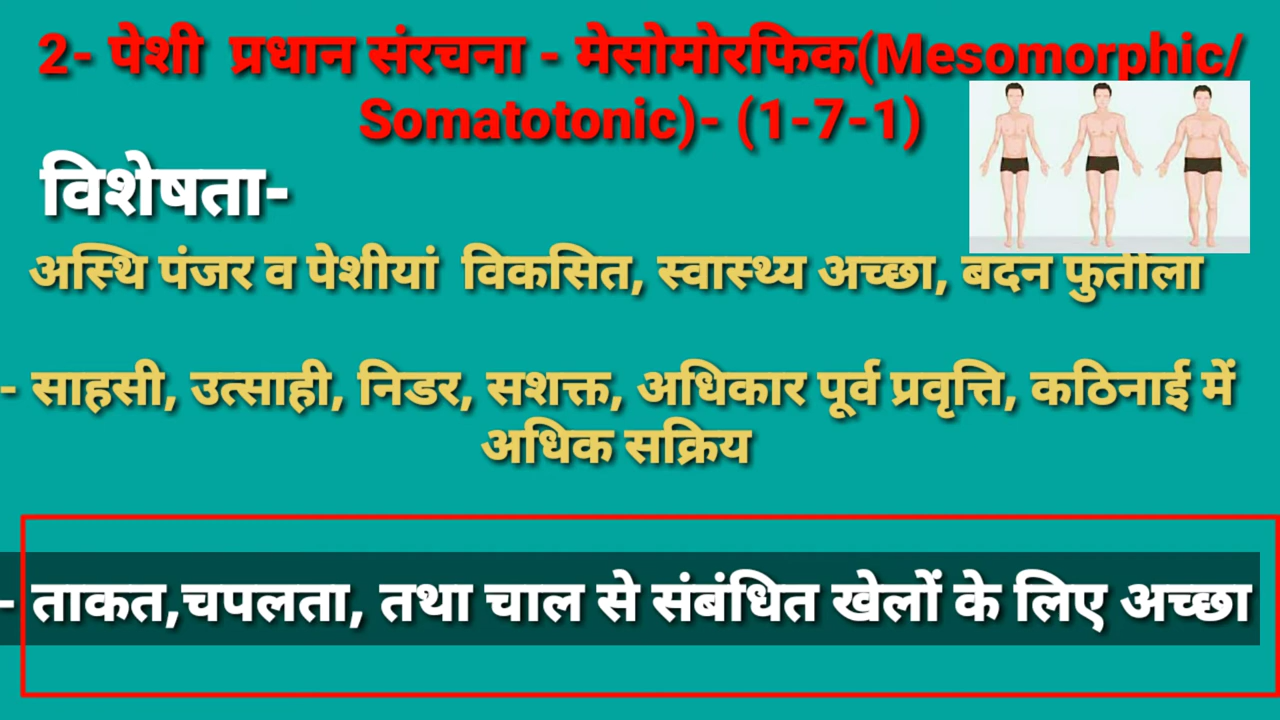 2- पेशी प्रधान संरचना - मेसोमोरफिक(Mesomorphic/
Somatotonic)- (1-7-1)
विशेषता-
अस्थि पंजर व पेशीयां विकसित, स्वास्थ्य अच्छा, बदन फुर्तीला
- साहसी, उत्साही, निडर, सशक्त, अधिकार पूर्व प्रवृत्ति, कठिनाई में
अधिक सक्रिय
- ताकत,चपलता, तथा चाल से संबंधित खेलों के लिए अच्छा